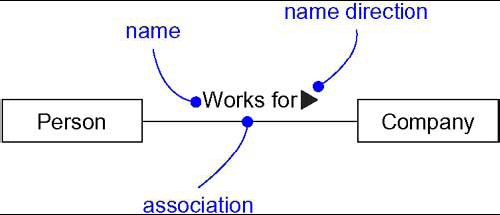 name direction
name
Works for
Person
Company
association